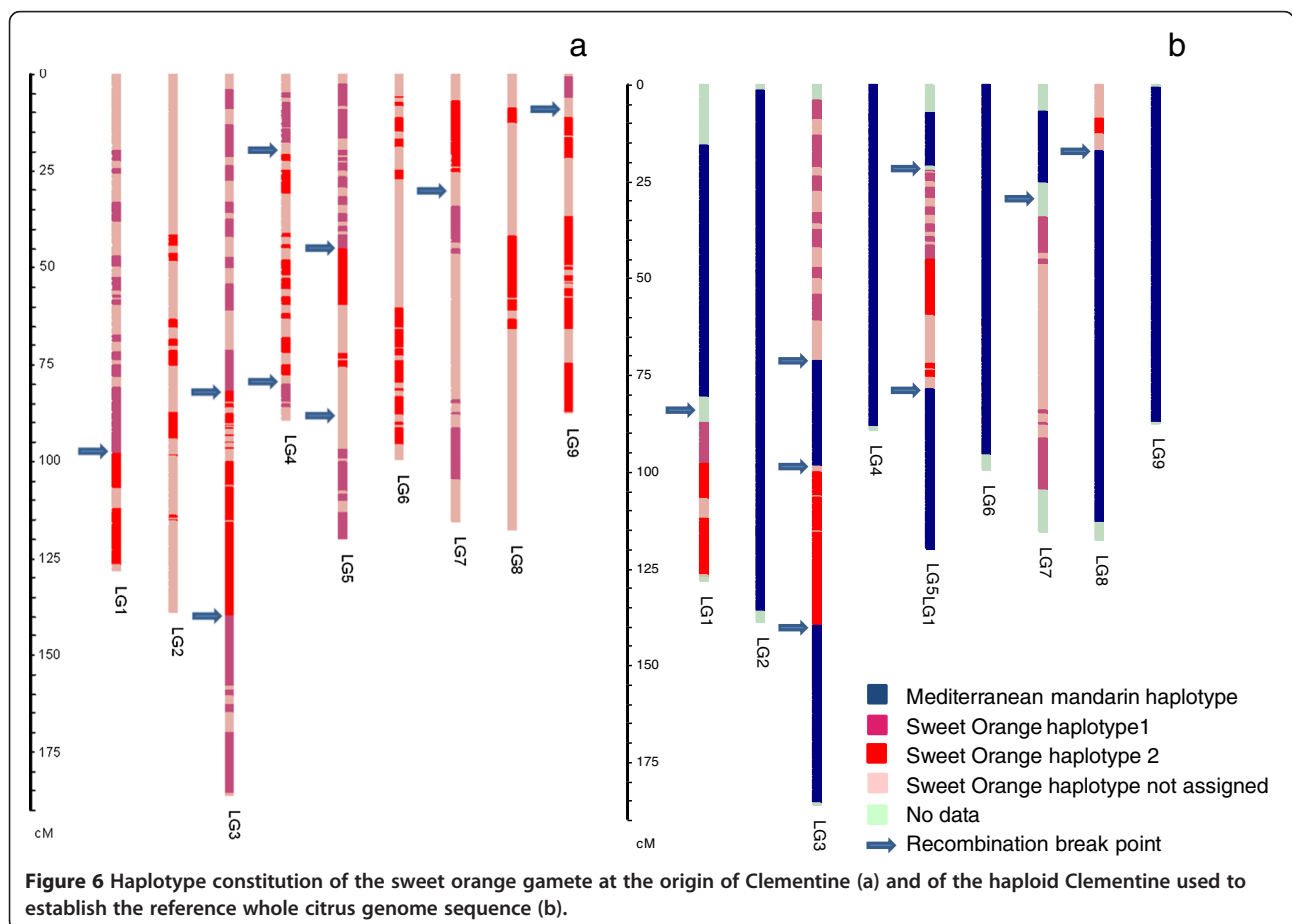 a
0
25
50
75
100
125
150
175
cM
LG1
LG2
LG3
LG4
LG5
LG6
LG7
LG8
LG9
b
0
25
50
75
100
125
150
175
cM
LG1
LG2
LG3
LG4
LG5LG1
LG6
LG7
LG8
LG9
Mediterranean mandarin haplotype
Sweet Orange haplotype1
Sweet Orange haplotype 2
Sweet Orange haplotype not assigned
No data
Recombination break point
Figure 6 Haplotype constitution of the sweet orange gamete at the origin of Clementine (a) and of the haploid Clementine used to
establish the reference whole citrus genome sequence (b).